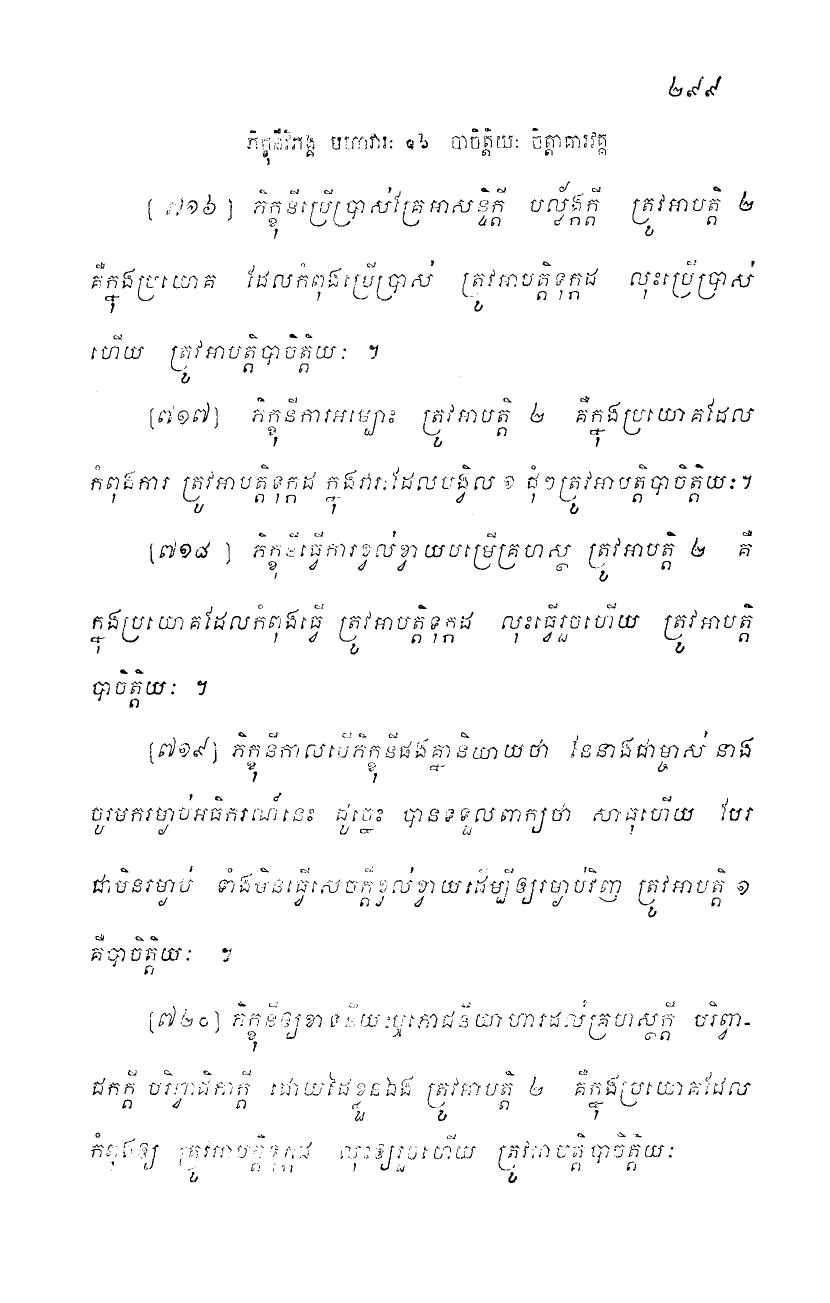 ២៩៩
ភិក្ខុនីវិភង្គ មហាវារៈ ១៦ បាចិត្តិយៈ ចិត្តាគារវគ្គ
[៧១៦] ភិក្ខុនីប្រើប្រាស់គ្រែអាសន្ទិក្តី បល្ល័ង្កក្តី ត្រូវអាបត្តិ ២
គឺក្នុងប្រយោគ ដែលកំពុងប្រើប្រាស់ ត្រូវអាបត្តិទុក្កដ លុះប្រើប្រាស់
ហើយ ត្រូវអាបត្តិបាចិត្តិយៈ ។
[៧១៧] ភិក្ខុនីការអម្បោះ ត្រូវអាបត្តិ ២ គឺក្នុងប្រយោគដែល
កំពុងការ ត្រូវអាបត្តិទុក្កដ ក្នុងវារៈដែលបង្វិល ១ ជុំៗត្រូវអាបត្តិបាចិត្តិយៈ។
[៧១៨ ] ភិក្ខុនីធ្វើការខ្វល់ខ្វាយបម្រើគ្រហស្ថ ត្រូវអាបត្តិ ២ គឺ
ក្នុងប្រយោគដែលកំពុងធ្វើ ត្រូវអាបត្តិទុក្កដ លុះធ្វើរួចហើយ ត្រូវអាបត្តិ
បាចិត្តិយៈ ។
[៧១៩] ភិក្ខុនីកាលបើភិក្ខុនីផងគ្នានិយាយថា នែនាងជាម្ចាស់ នាង
ចូរមករម្ងាប់អធិករណ៍នេះ ដូច្នេះ បានទទួលពាក្យថា សាធុហើយ បែរ
ជាមិនរម្ងាប់ ទាំងមិនធ្វើសេចក្តីខ្វល់ខ្វាយដើម្បីឲ្យរម្ងាប់វិញ ត្រូវអាបត្តិ ១
គឺបាចិត្តិយៈ ។
[៧២០] ភិក្ខុនីឲ្យខាទនីយៈឬភោជនីយាហារដល់គ្រហស្ថក្តី បរិព្វា-
ជកក្តី បរិព្វាជិកាក្តី ដោយដៃខ្លួនឯង ត្រូវអាបត្តិ ២ គឺក្នុងប្រយោគដែល
កំពុងឲ្យ ត្រូវអាបត្តិទុក្កដ លុះឲ្យរួចហើយ ត្រូវអាបត្តិបាចិត្តិយៈ